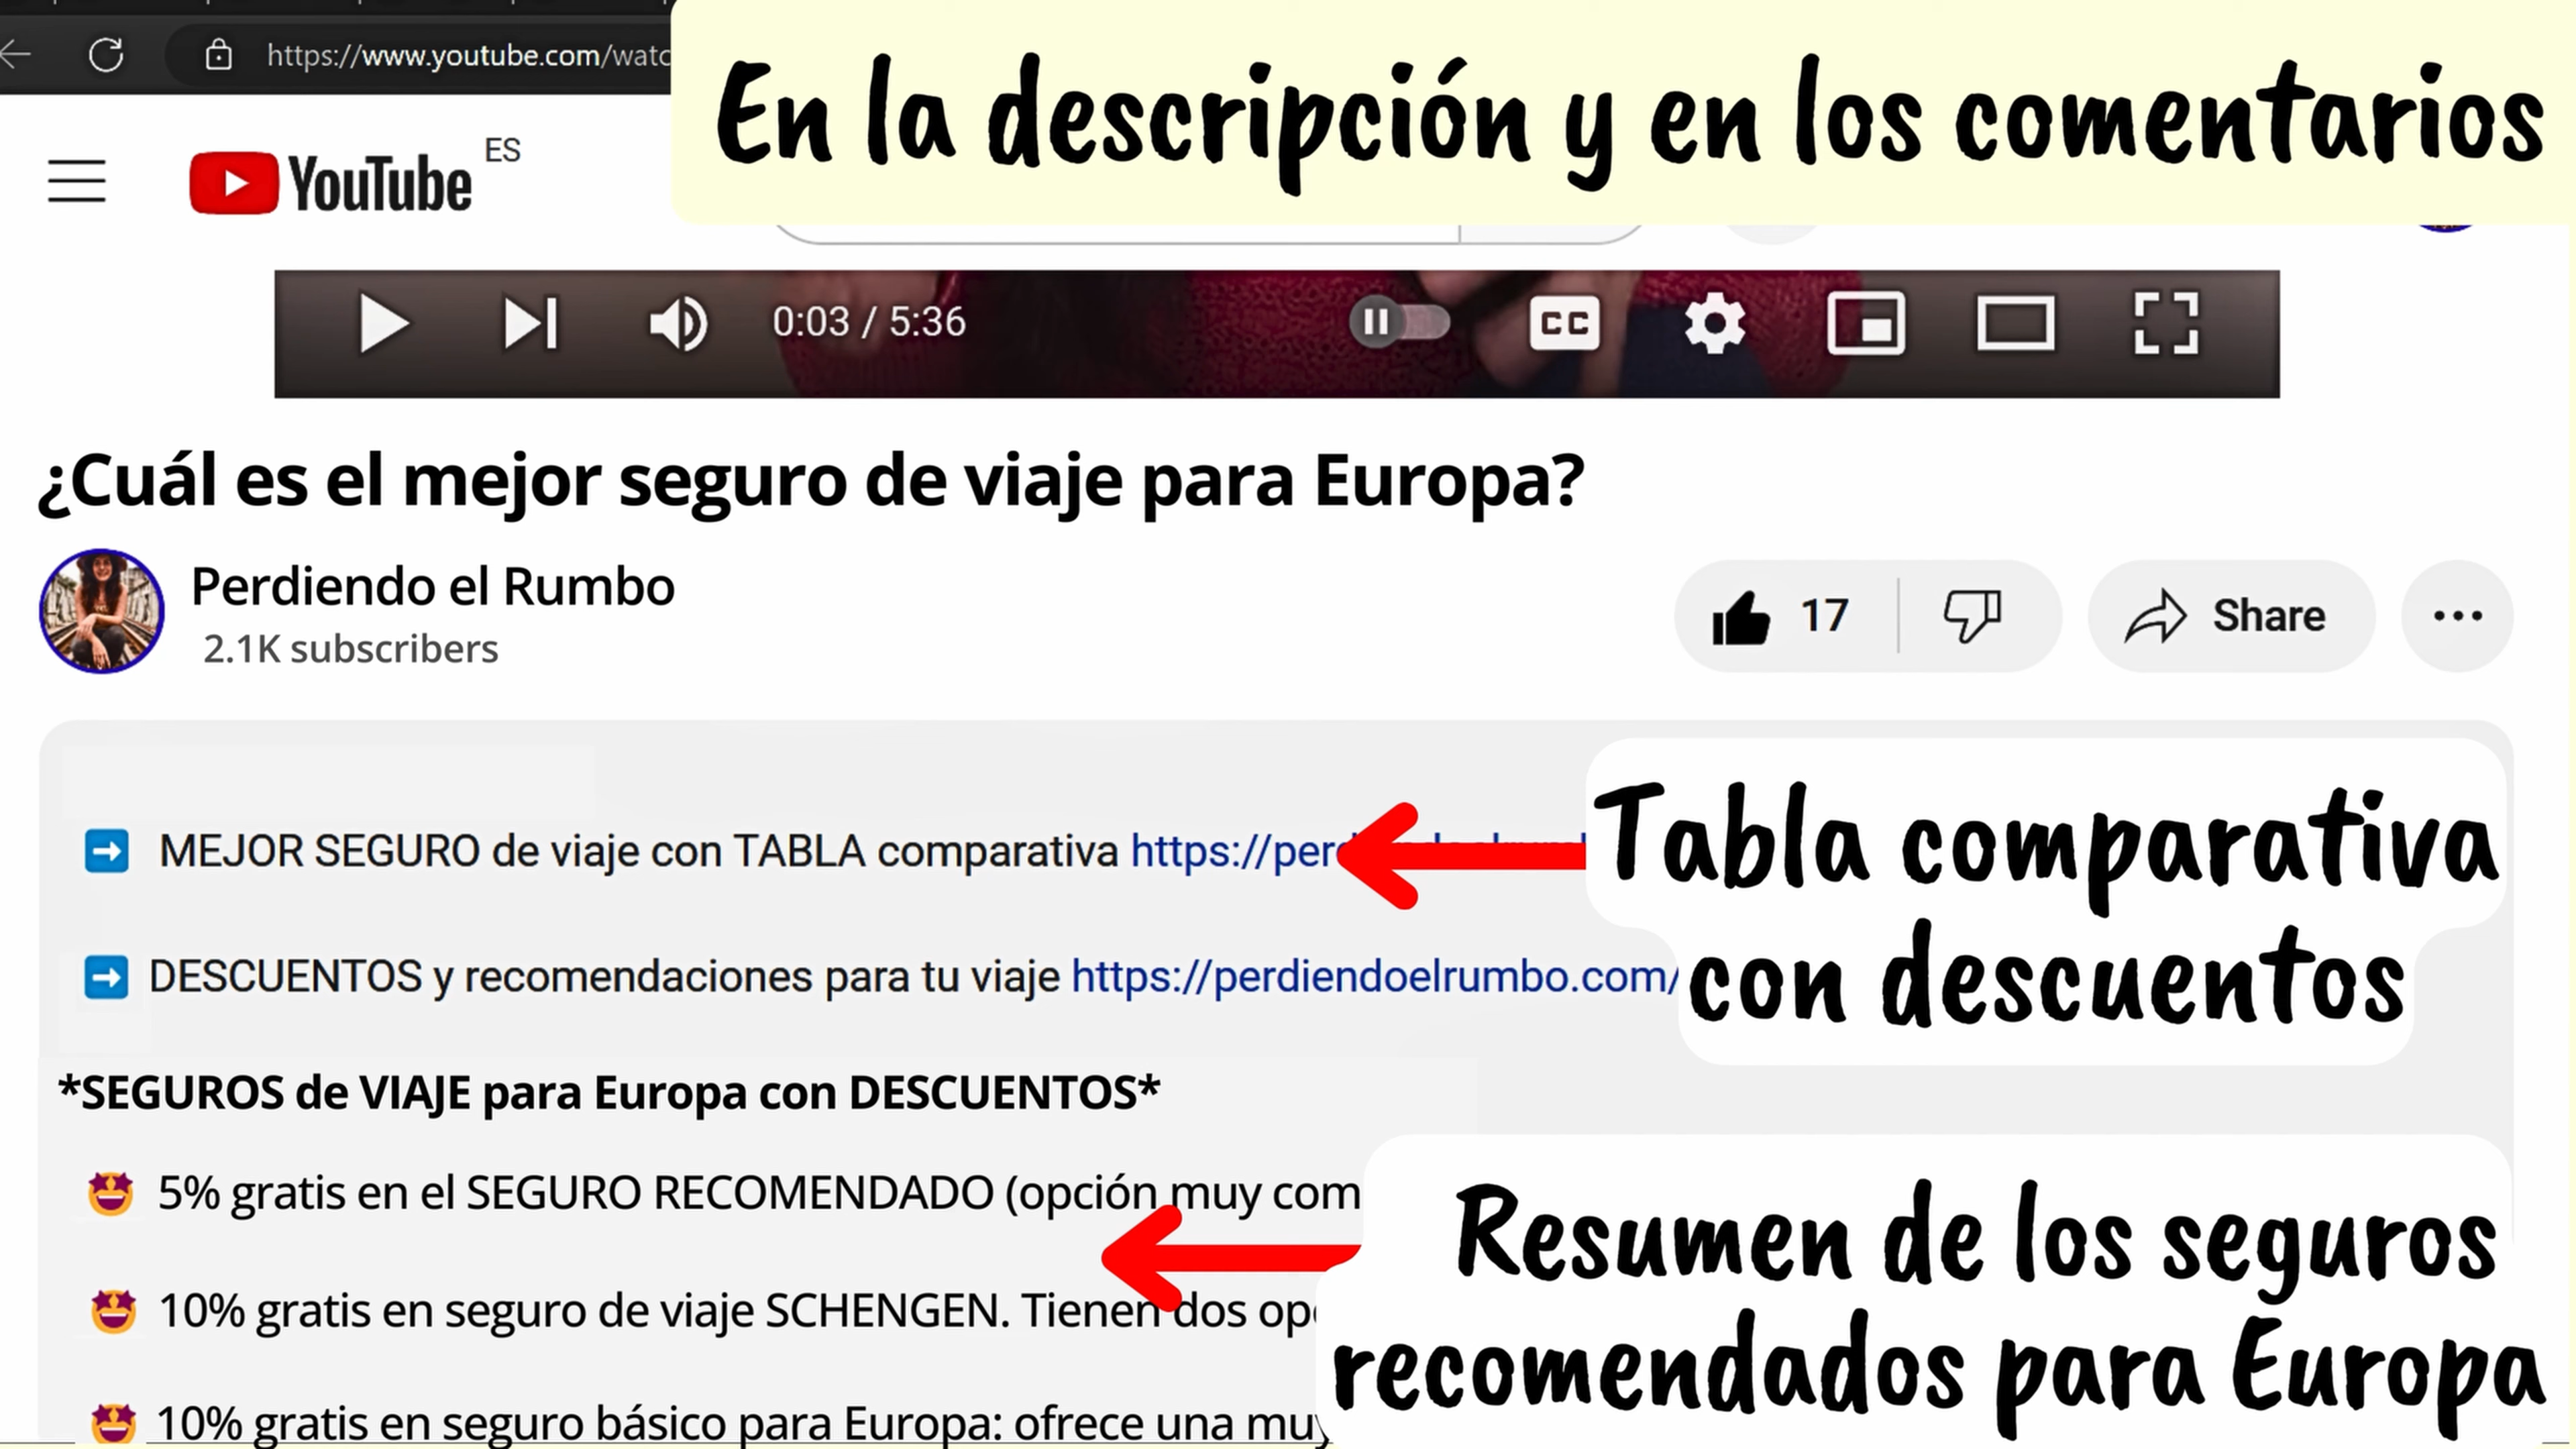 https://www.youtube.com/watc
En la descripción y en los comentarios
YouTube ES
0:03 / 5:36
CC
¿Cuál es el mejor seguro de viaje para Europa?
Perdiendo el Rumbo
2.1K subscribers
17
Share
MEJOR SEGURO de viaje con TABLA comparativa https://per
Tabla comparativa
con descuentos
DESCUENTOS y recomendaciones para tu viaje https://perdiendoelrumbo.com/
*SEGUROS de VIAJE para Europa con DESCUENTOS*
5% gratis en el SEGURO RECOMENDADO (opción muy com
10% gratis en seguro de viaje SCHENGEN. Tienen dos opc
10% gratis en seguro básico para Europa: ofrece una muy
Resumen de los seguros
recomendados para Europa